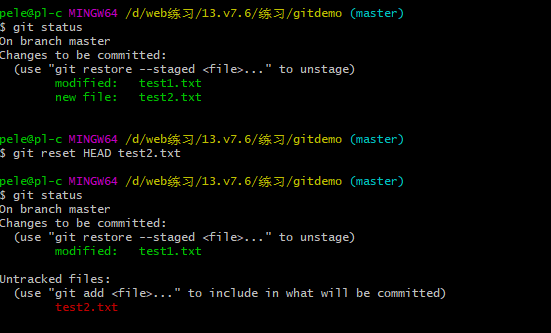 pele@pl-c MINGW64 /d/web练习/13.v7.6/练习/gitdemo (master)
$ git status
On branch master
Changes to be committed:
  (use "git restore --staged <file>..." to unstage)
        modified:   test1.txt
        new file:   test2.txt
pele@pl-c MINGW64 /d/web练习/13.v7.6/练习/gitdemo (master)
$ git reset HEAD test2.txt
pele@pl-c MINGW64 /d/web练习/13.v7.6/练习/gitdemo (master)
$ git status
On branch master
Changes to be committed:
  (use "git restore --staged <file>..." to unstage)
        modified:   test1.txt
Untracked files:
  (use "git add <file>..." to include in what will be committed)
        test2.txt